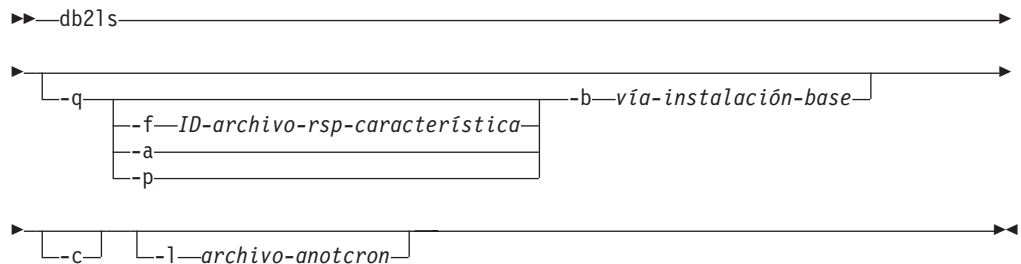 db2ls
-q -b vía-instalación-base
-f ID-archivo-rsp-característica
-a
-p
-c -l archivo-anotcron